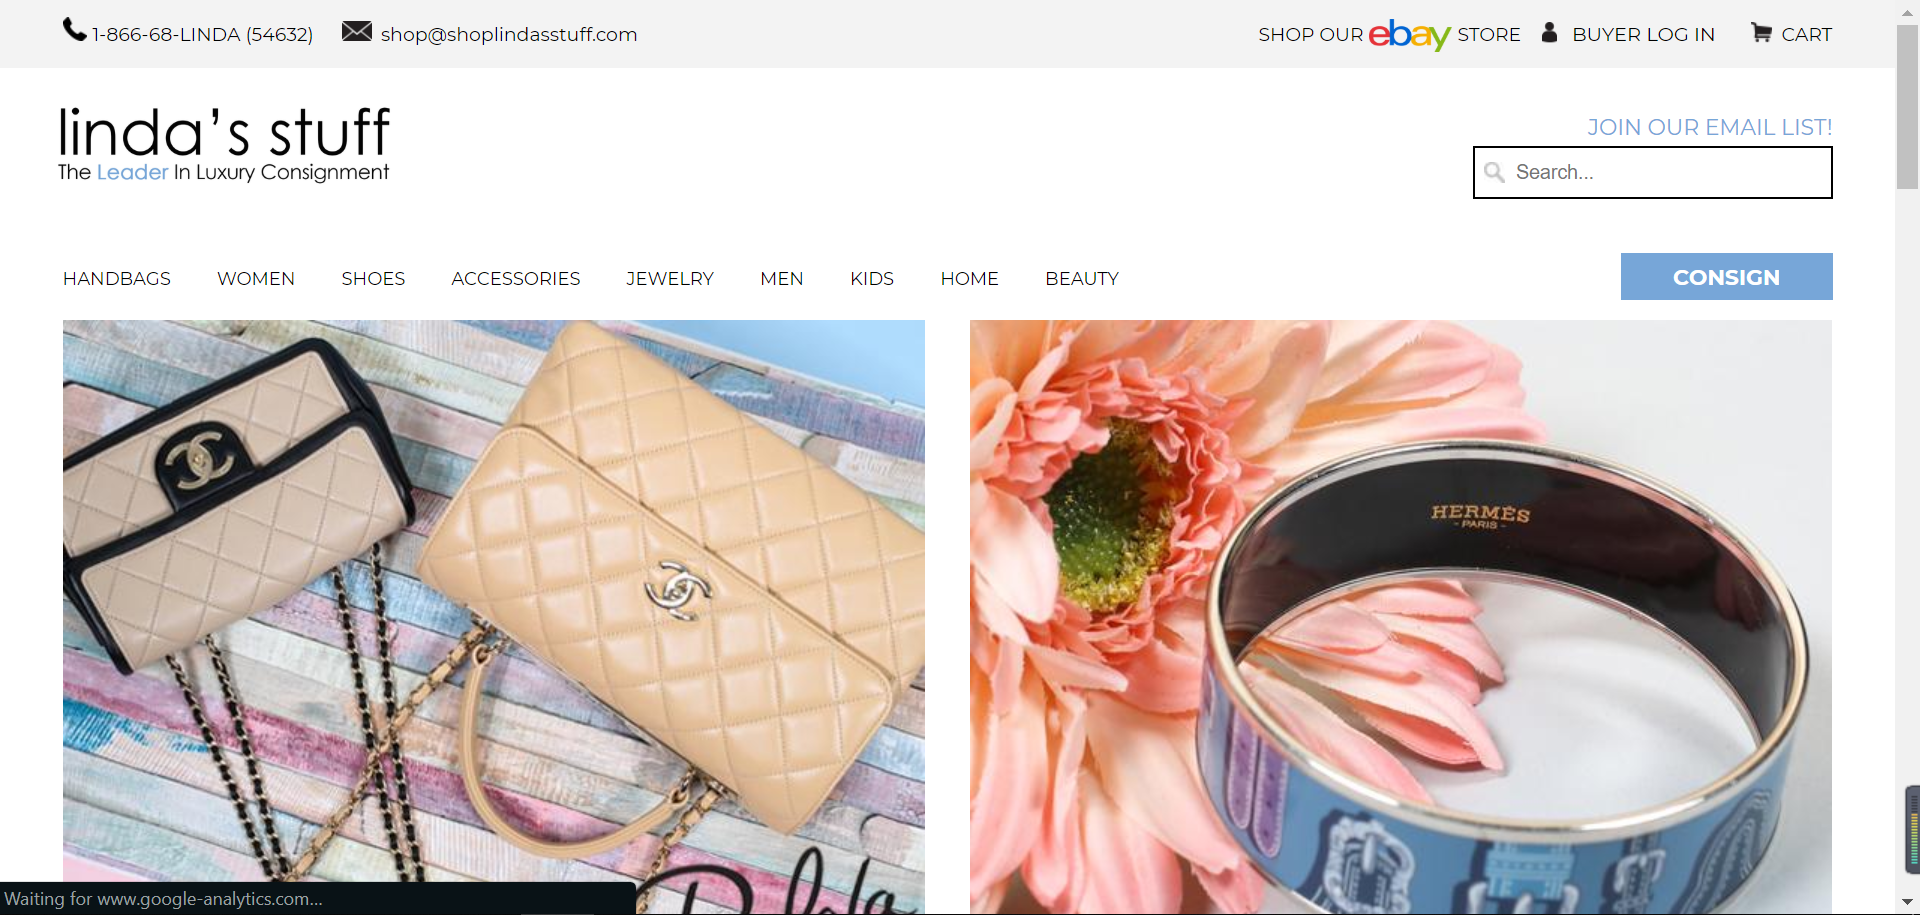 1-866-68-LINDA (54632) shop@shoplindasstuff.com SHOP OUR ebay STORE BUYER LOG IN CART
linda's stuff
The Leader In Luxury Consignment
JOIN OUR EMAIL LIST!
Search...
HANDBAGS WOMEN SHOES ACCESSORIES JEWELRY MEN KIDS HOME BEAUTY CONSIGN
HERMÈS
- PARIS -
Waiting for www.google-analytics.com...